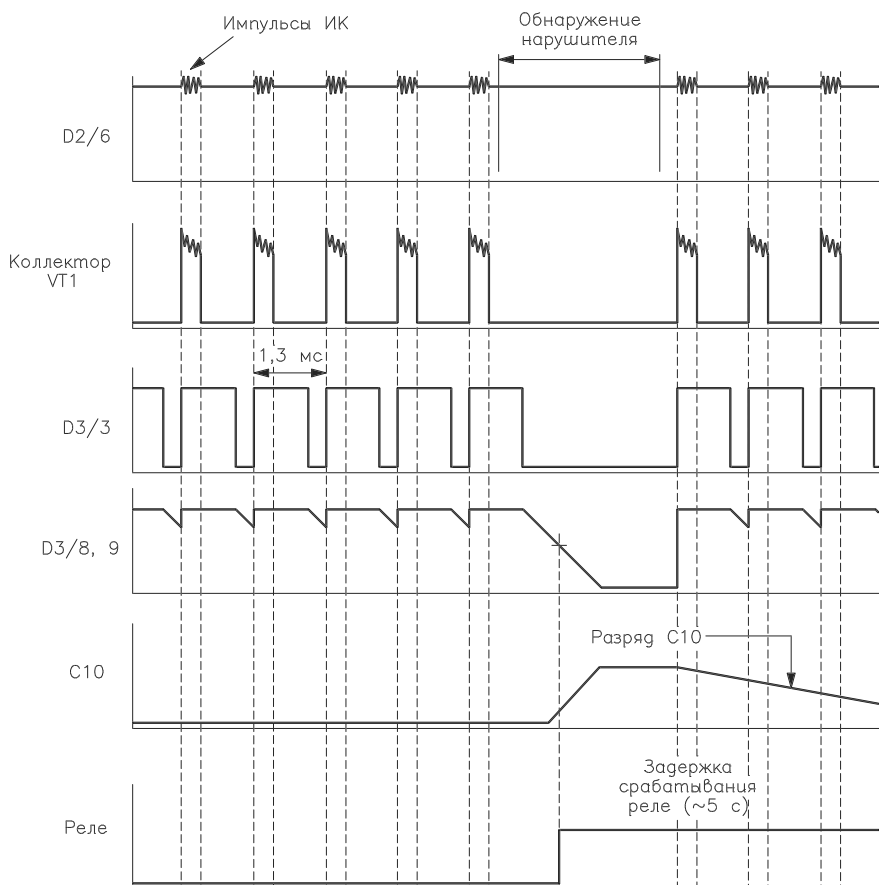 Импульсы ИК
Обнаружение
нарушителя
D2/6
Коллектор
VT1
1,3 мс
D3/3
D3/8, 9
Разряд C10
C10
Задержка
срабатывания
реле (~5 с)
Реле